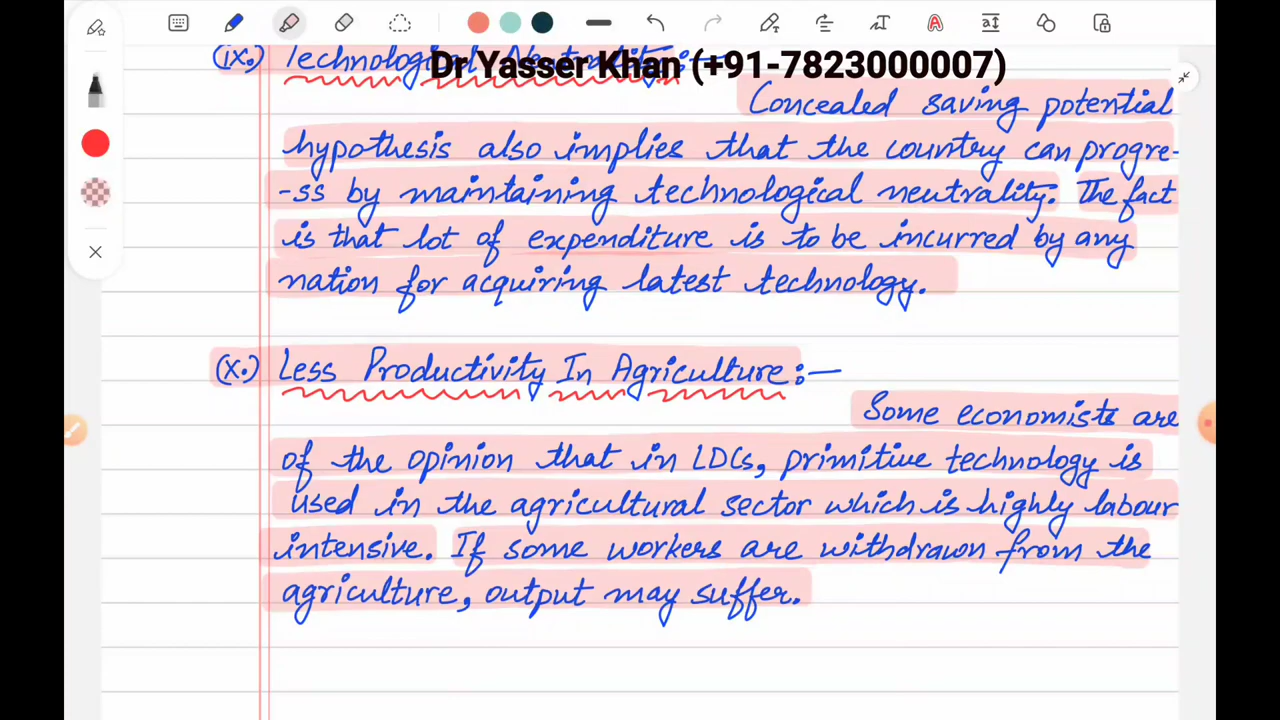 (ix.) Technological Neutrality:-
Dr Yasser Khan (+91-7823000007)
Concealed saving potential
hypothesis also implies that the country can progre-
-ss by maintaining technological neutrality. The fact
is that lot of expenditure is to be incurred by any
nation for acquiring latest technology.
(x.) Less Productivity In Agriculture:—
Some economists are
of the opinion that in LDCs, primitive technology is
used in the agricultural sector which is highly labour
intensive. If some workers are withdrawn from the
agriculture, output may suffer.